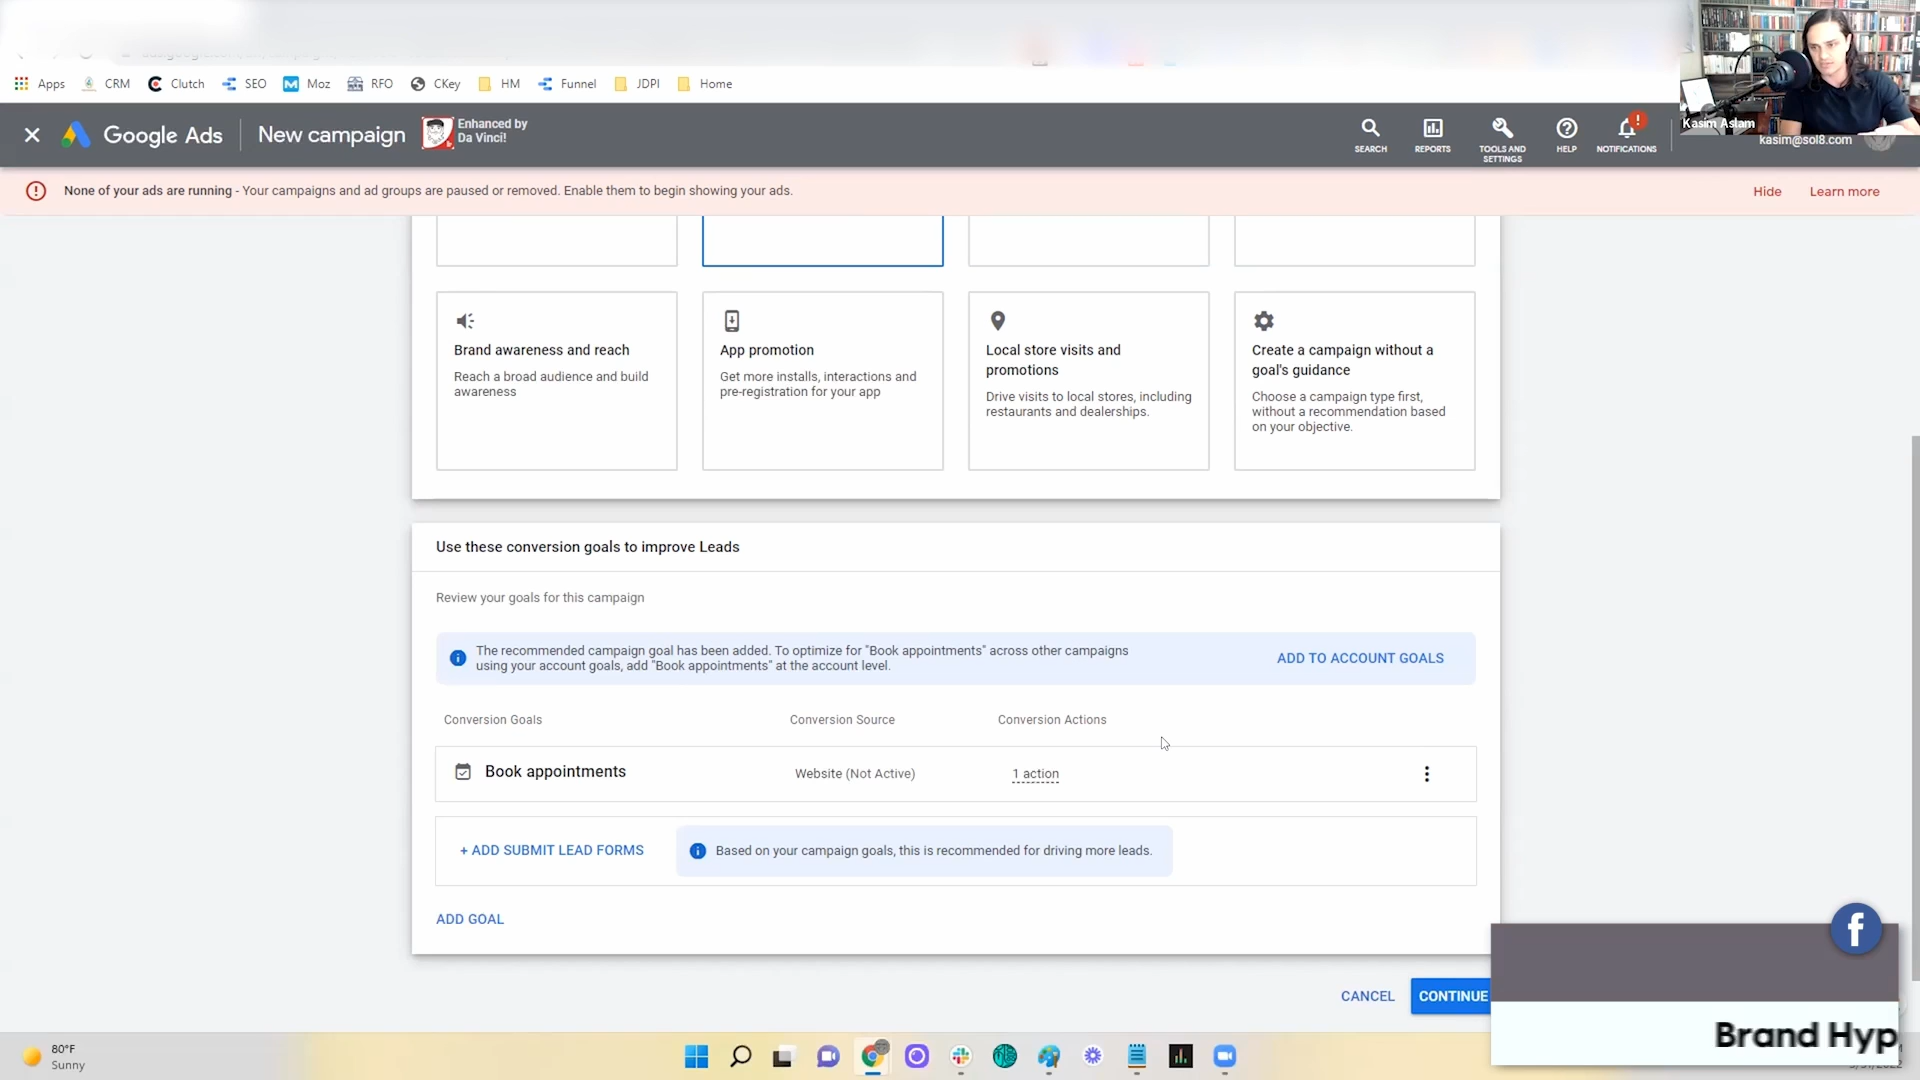 Apps
CRM
Clutch
SEO
Moz
RFO
CKey
HM
Funnel
JDPI
Home
Google Ads
New campaign
Enhanced by
Da Vinci!
SEARCH
REPORTS
TOOLS AND
SETTINGS
HELP
NOTIFICATIONS
Kasim Aslam
kasim@sol8.com
None of your ads are running - Your campaigns and ad groups are paused or removed. Enable them to begin showing your ads.
Hide
Learn more
Brand awareness and reach
Reach a broad audience and build
awareness
App promotion
Get more installs, interactions and
pre-registration for your app
Local store visits and
promotions
Drive visits to local stores, including
restaurants and dealerships.
Create a campaign without a
goal's guidance
Choose a campaign type first,
without a recommendation based
on your objective.
Use these conversion goals to improve Leads
Review your goals for this campaign
The recommended campaign goal has been added. To optimize for "Book appointments" across other campaigns
using your account goals, add "Book appointments" at the account level.
ADD TO ACCOUNT GOALS
Conversion Goals
Conversion Source
Conversion Actions
Book appointments
Website (Not Active)
1 action
+ ADD SUBMIT LEAD FORMS
Based on your campaign goals, this is recommended for driving more leads.
ADD GOAL
CANCEL
CONTINUE
Brand Hyp
80°F
Sunny